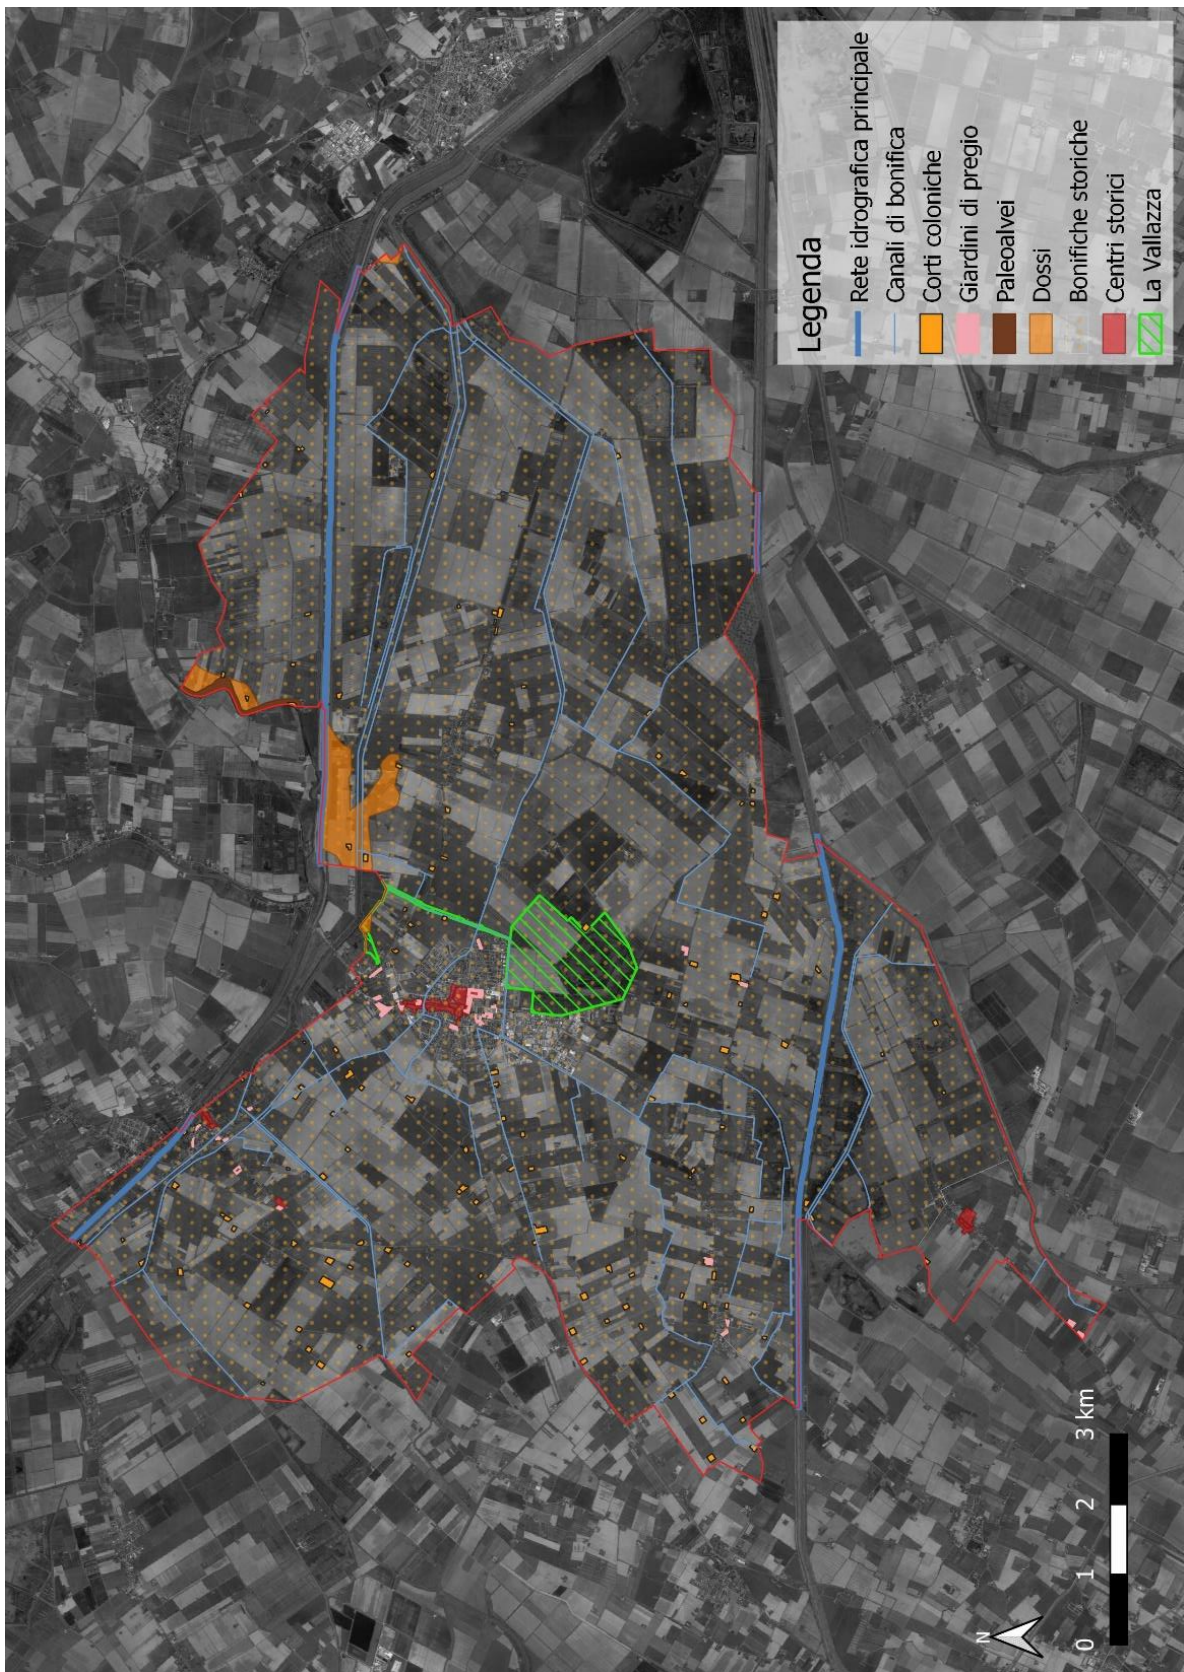 Legenda
Rete idrografica principale
Canali di bonifica
Corti coloniche
Giardini di pregio
Paleoalvei
Dossi
Bonifiche storiche
Centri storici
La Vallazza
N
0 1 2 3 km